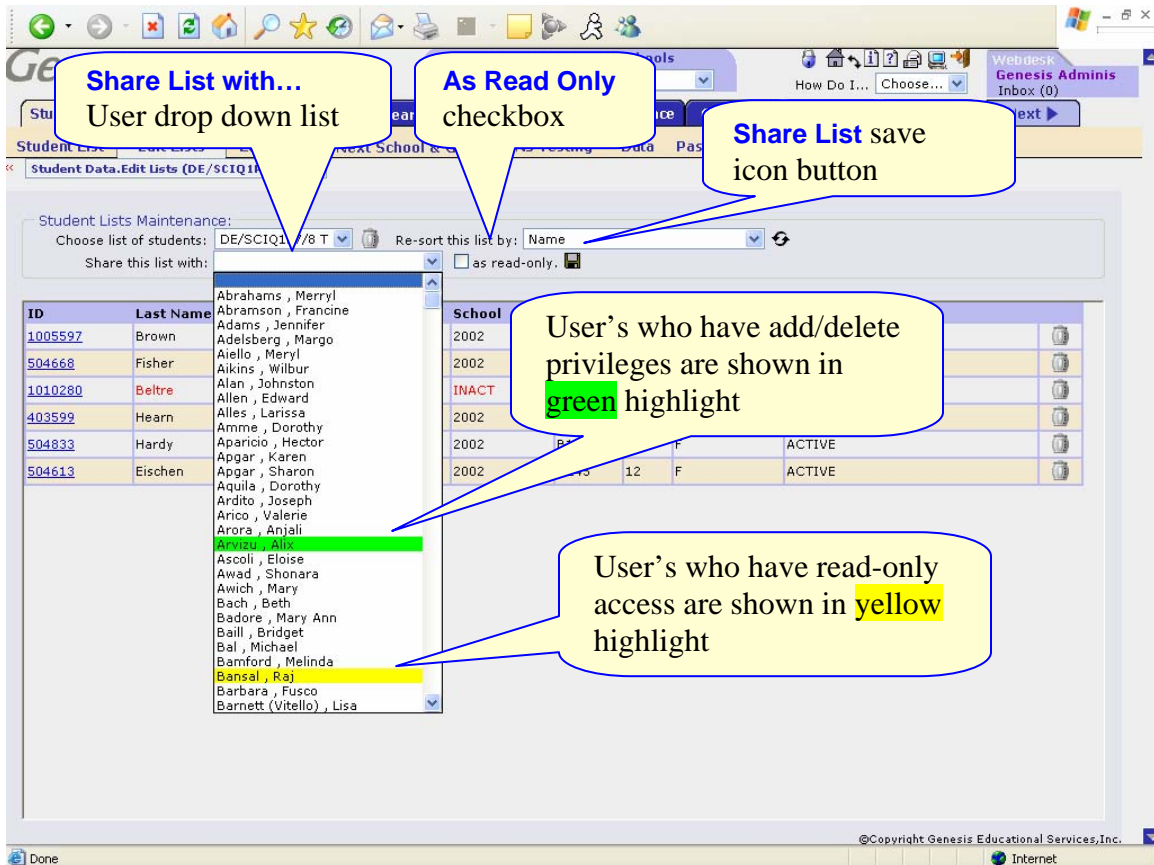 Ge
ools
How Do I... Choose...
Webdesk
Genesis Adminis
Inbox (0)
Share List with…
User drop down list
As Read Only
checkbox
Share List save
icon button
Stu
ear
ce
ext
Student List
Next School &
Testing
Data
Pas
« Student Data.Edit Lists (DE/SCIQ1
Student Lists Maintenance:
Choose list of students: DE/SCIQ1 /8 T Re-sort this list by: Name
Share this list with: as read-only.
Abrahams , Merryl
Abramson , Francine
Adams , Jennifer
Adelsberg , Margo
Aiello , Meryl
Aikins , Wilbur
Alan , Johnston
Allen , Edward
Alles , Larissa
Amme , Dorothy
Aparicio , Hector
Apgar , Karen
Apgar , Sharon
Aquila , Dorothy
Ardito , Joseph
Arico , Valerie
Arora , Anjali
Arvizu , Alix
Ascoli , Eloise
Awad , Shonara
Awich , Mary
Bach , Beth
Badore , Mary Ann
Baill , Bridget
Bal , Michael
Bamford , Melinda
Bansal , Raj
Barbara , Fusco
Barnett (Vitello) , Lisa
ID Last Name School
1005597 Brown 2002
504668 Fisher 2002
1010280 Beltre INACT
403599 Hearn 2002
504833 Hardy 2002 F ACTIVE
504613 Eischen 2002 12 F ACTIVE
User’s who have add/delete
privileges are shown in
green highlight
User’s who have read-only
access are shown in yellow
highlight
©Copyright Genesis Educational Services,Inc.
Done
Internet